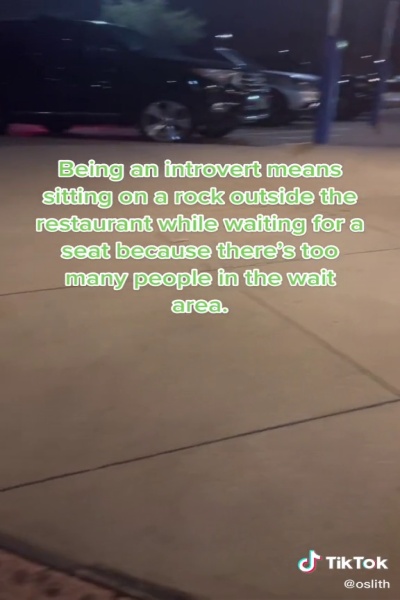 Being an introvert means
sitting on a rock outside the
restaurant while waiting for a
seat because there's too
many people in the wait
area.
TikTok
@oslith